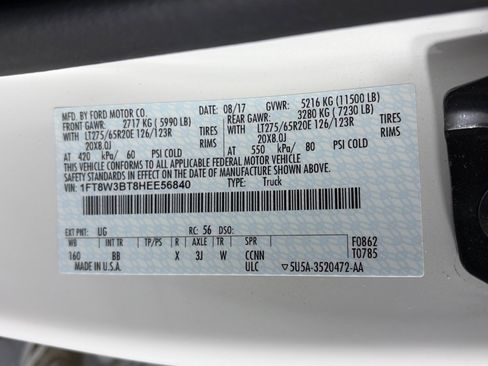 MFD. BY FORD MOTOR CO. DATE: 08/17 GVWR: 5216 KG (11500 LB)
FRONT GAWR: 2717 KG ( 5990 LB) REAR GAWR: 3280 KG ( 7230 LB)
LT275/65R20E 126/123R TIRES LT275/65R20E 126/123R TIRES
20X8.0J RIMS 20X8.0J RIMS
AT 420 kPa/ 60 PSI COLD AT 550 kPa/ 80 PSI COLD
THIS VEHICLE CONFORMS TO ALL APPLICABLE FEDERAL MOTOR VEHICLE
SAFETY STANDARDS IN EFFECT ON THE DATE OF MANUFACTURE SHOWN ABOVE.
VIN: 1FT8W3BT8HEE56840 TYPE: Truck
EXT PNT: UG RC: 56 DSO:
WB INT TR TP/PS R AXLE TR SPR F0862
160 BB X 3J W CCNN T0785
MADE IN U.S.A. ULC ▽5U5A-3520472-AA